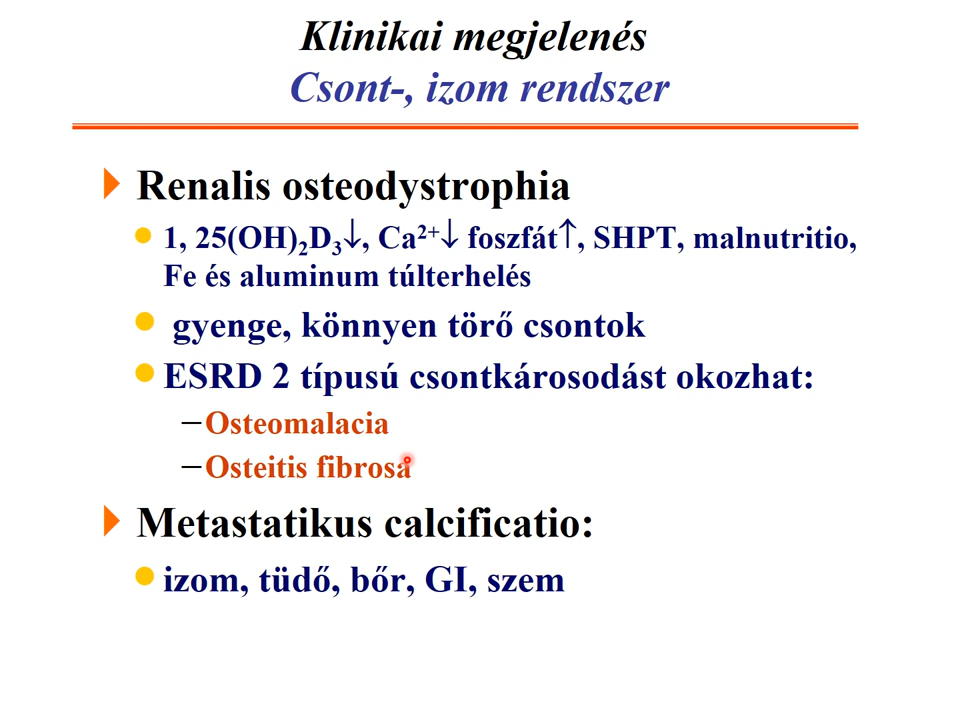 Klinikai megjelenés
Csont-, izom rendszer
Renalis osteodystrophia
1, 25(OH)₂D₃↓, Ca²⁺↓ foszfát↑, SHPT, malnutritio,
Fe és aluminum túlterhelés
gyenge, könnyen törő csontok
ESRD 2 típusú csontkárosodást okozhat:
–Osteomalacia
–Osteitis fibrosa
Metastatikus calcificatio:
izom, tüdő, bőr, GI, szem